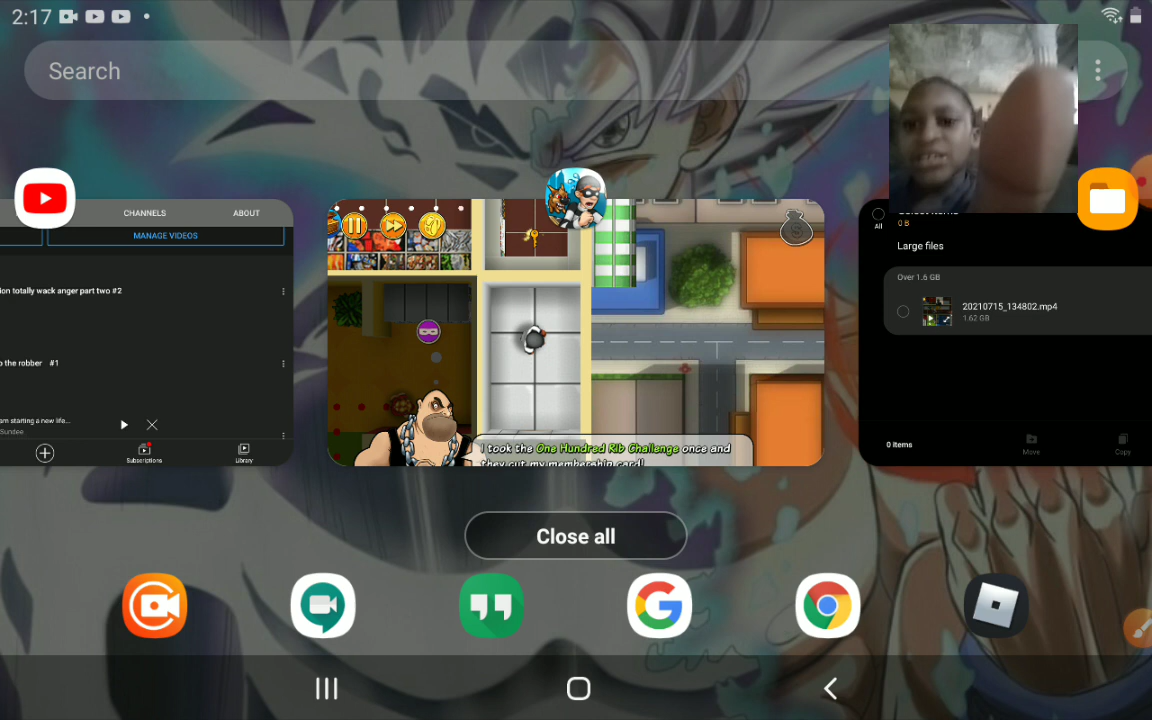 2:17
Search
CHANNELS
ABOUT
MANAGE VIDEOS
ion totally wack anger part two #2
o the robber #1
am starting a new life...
Sundee
Subscriptions
Library
I took the One Hundred Rib Challenge once and
they cut my membership card!
All
0 B
Large files
Over 1.6 GB
20210715_134802.mp4
1.62 GB
0 items
Move
Copy
Close all